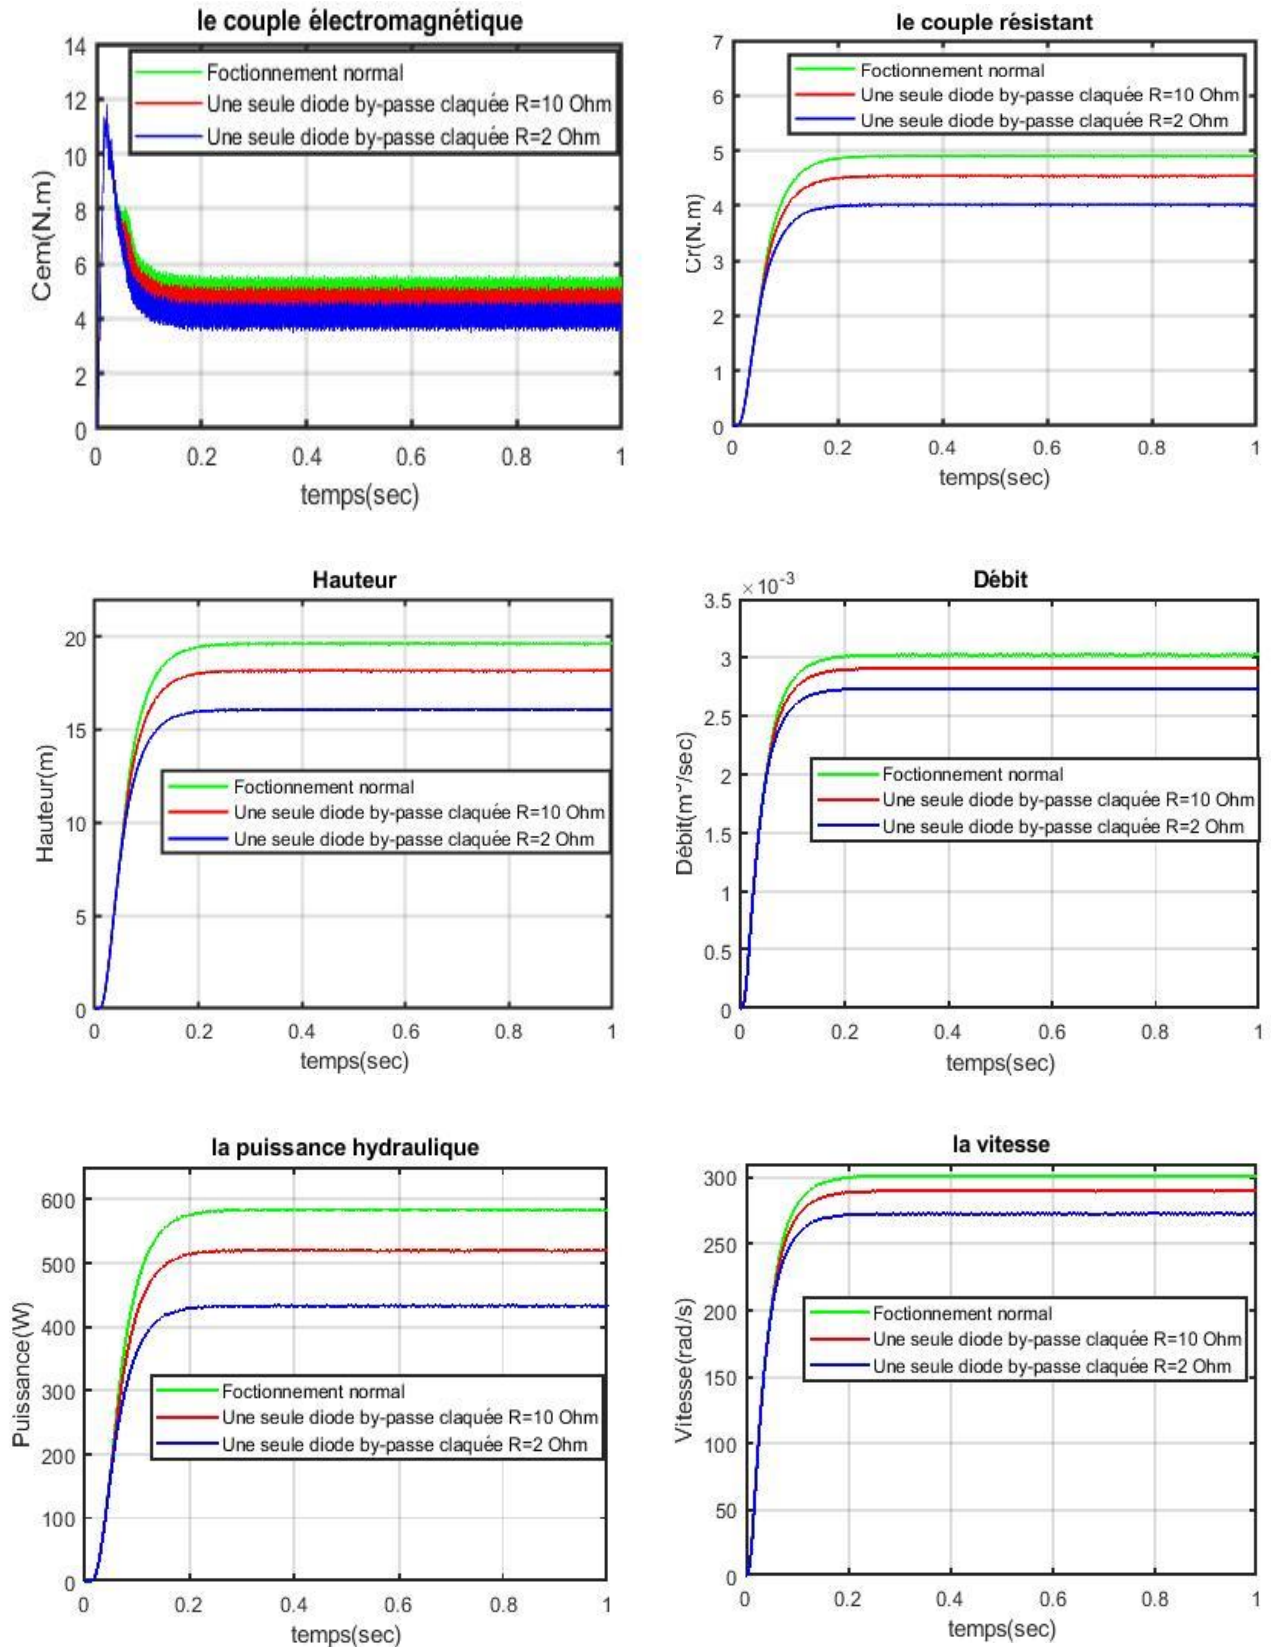 le couple électromagnétique
14
12
10
8
6
4
2
0
0 0.2 0.4 0.6 0.8 1
Cem(N.m)
temps(sec)
Foctionnement normal
Une seule diode by-passe claquée R=10 Ohm
Une seule diode by-passe claquée R=2 Ohm
le couple résistant
7
6
5
4
3
2
1
0
0 0.2 0.4 0.6 0.8 1
Cr(N.m)
temps(sec)
Foctionnement normal
Une seule diode by-passe claquée R=10 Ohm
Une seule diode by-passe claquée R=2 Ohm
Hauteur
20
15
10
5
0
0 0.2 0.4 0.6 0.8 1
Hauteur(m)
temps(sec)
Foctionnement normal
Une seule diode by-passe claquée R=10 Ohm
Une seule diode by-passe claquée R=2 Ohm
Débit
×10-3
3.5
3
2.5
2
1.5
1
0.5
0
0 0.2 0.4 0.6 0.8 1
Débit(m³/sec)
temps(sec)
Foctionnement normal
Une seule diode by-passe claquée R=10 Ohm
Une seule diode by-passe claquée R=2 Ohm
la puissance hydraulique
600
500
400
300
200
100
0
0 0.2 0.4 0.6 0.8 1
Puissance(W)
temps(sec)
Foctionnement normal
Une seule diode by-passe claquée R=10 Ohm
Une seule diode by-passe claquée R=2 Ohm
la vitesse
300
250
200
150
100
50
0
0 0.2 0.4 0.6 0.8 1
Vitesse(rad/s)
temps(sec)
Foctionnement normal
Une seule diode by-passe claquée R=10 Ohm
Une seule diode by-passe claquée R=2 Ohm